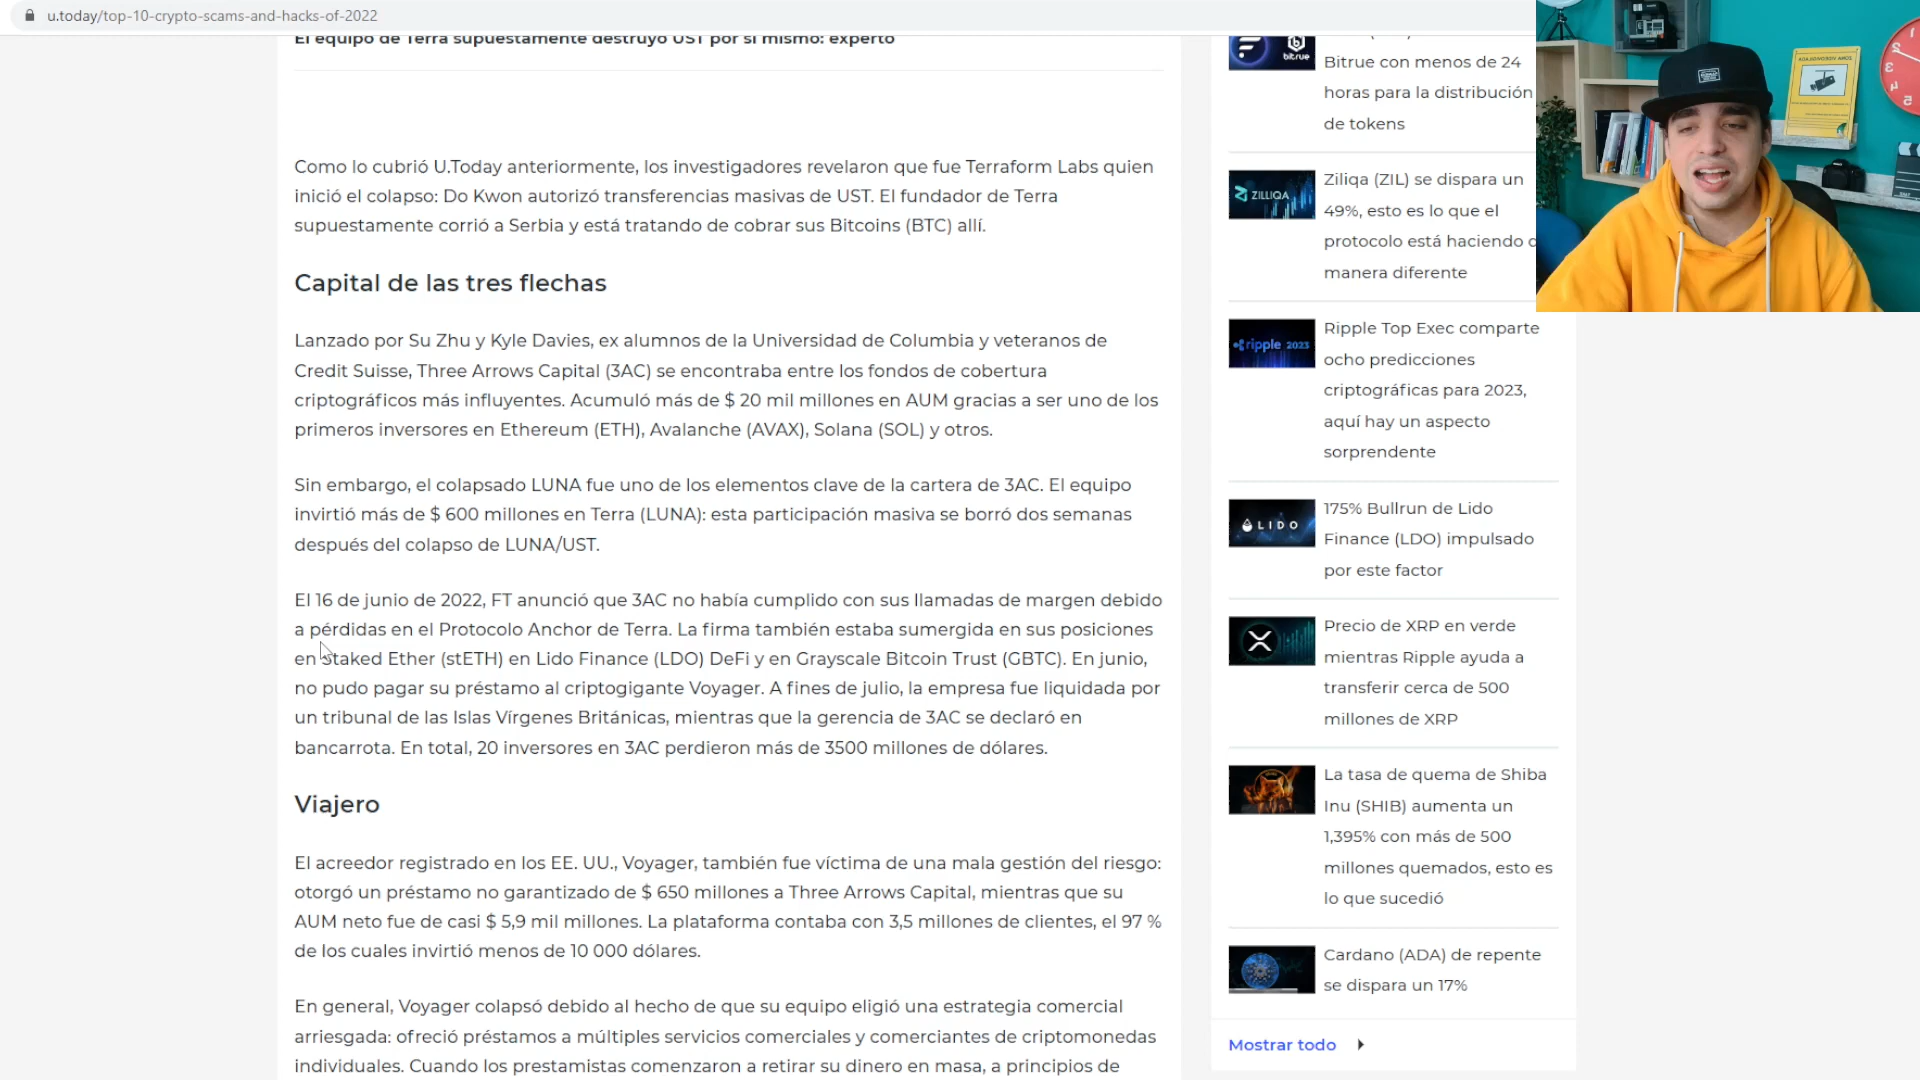 u.today/top-10-crypto-scams-and-hacks-of-2022
El equipo de Terra supuestamente destruyó UST por sí mismo: experto
Como lo cubrió U.Today anteriormente, los investigadores revelaron que fue Terraform Labs quien
inició el colapso: Do Kwon autorizó transferencias masivas de UST. El fundador de Terra
supuestamente corrió a Serbia y está tratando de cobrar sus Bitcoins (BTC) allí.
Capital de las tres flechas
Lanzado por Su Zhu y Kyle Davies, ex alumnos de la Universidad de Columbia y veteranos de
Credit Suisse, Three Arrows Capital (3AC) se encontraba entre los fondos de cobertura
criptográficos más influyentes. Acumuló más de $ 20 mil millones en AUM gracias a ser uno de los
primeros inversores en Ethereum (ETH), Avalanche (AVAX), Solana (SOL) y otros.
Sin embargo, el colapsado LUNA fue uno de los elementos clave de la cartera de 3AC. El equipo
invirtió más de $ 600 millones en Terra (LUNA): esta participación masiva se borró dos semanas
después del colapso de LUNA/UST.
El 16 de junio de 2022, FT anunció que 3AC no había cumplido con sus llamadas de margen debido
a pérdidas en el Protocolo Anchor de Terra. La firma también estaba sumergida en sus posiciones
en Staked Ether (stETH) en Lido Finance (LDO) DeFi y en Grayscale Bitcoin Trust (GBTC). En junio,
no pudo pagar su préstamo al criptogigante Voyager. A fines de julio, la empresa fue liquidada por
un tribunal de las Islas Vírgenes Británicas, mientras que la gerencia de 3AC se declaró en
bancarrota. En total, 20 inversores en 3AC perdieron más de 3500 millones de dólares.
Viajero
El acreedor registrado en los EE. UU., Voyager, también fue víctima de una mala gestión del riesgo:
otorgó un préstamo no garantizado de $ 650 millones a Three Arrows Capital, mientras que su
AUM neto fue de casi $ 5,9 mil millones. La plataforma contaba con 3,5 millones de clientes, el 97 %
de los cuales invirtió menos de 10 000 dólares.
En general, Voyager colapsó debido al hecho de que su equipo eligió una estrategia comercial
arriesgada: ofreció préstamos a múltiples servicios comerciales y comerciantes de criptomonedas
individuales. Cuando los prestamistas comenzaron a retirar su dinero en masa, a principios de
bitrue
Bitrue con menos de 24
horas para la distribución
de tokens
ZILLIQA
Ziliqa (ZIL) se dispara un
49%, esto es lo que el
protocolo está haciendo
manera diferente
ripple 2023
Ripple Top Exec comparte
ocho predicciones
criptográficas para 2023,
aquí hay un aspecto
sorprendente
LIDO
175% Bullrun de Lido
Finance (LDO) impulsado
por este factor
Precio de XRP en verde
mientras Ripple ayuda a
transferir cerca de 500
millones de XRP
La tasa de quema de Shiba
Inu (SHIB) aumenta un
1,395% con más de 500
millones quemados, esto es
lo que sucedió
Cardano (ADA) de repente
se dispara un 17%
Mostrar todo